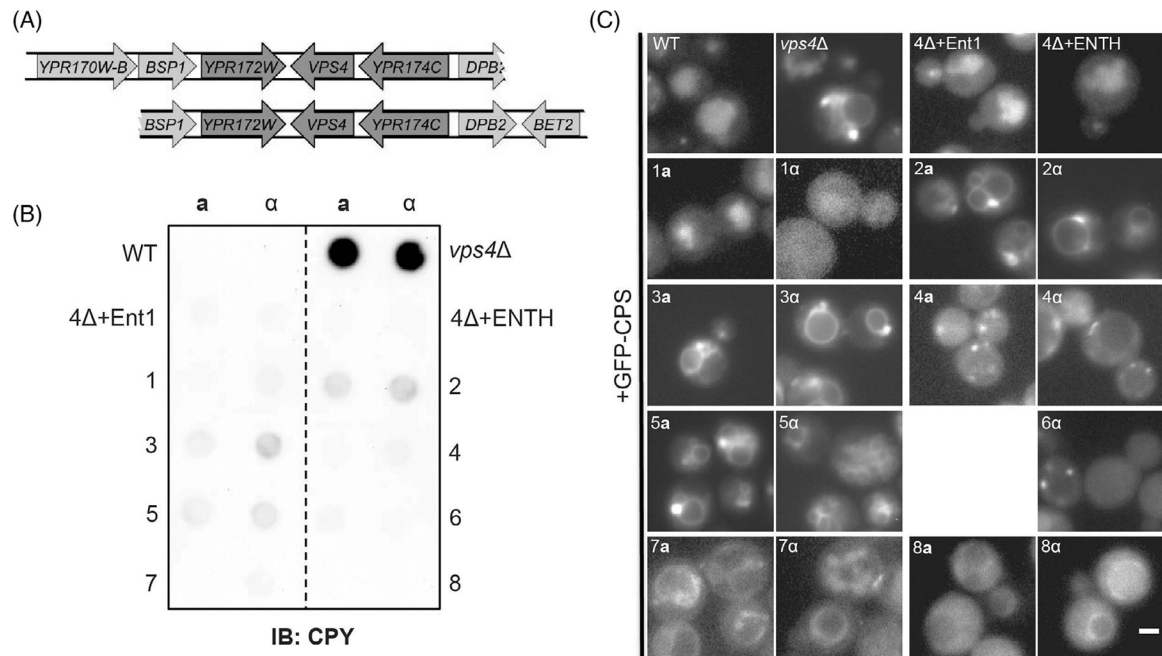 (A)
YPR170W-B BSP1 YPR172W VPS4 YPR174C DPB2
BSP1 YPR172W VPS4 YPR174C DPB2 BET2
(B)
a α a α
WT vps4Δ
4Δ+Ent1 4Δ+ENTH
1 2
3 4
5 6
7 8
IB: CPY
(C)
+GFP-CPS
WT vps4Δ 4Δ+Ent1 4Δ+ENTH
1a 1α 2a 2α
3a 3α 4a 4α
5a 5α 6α
7a 7α 8a 8α